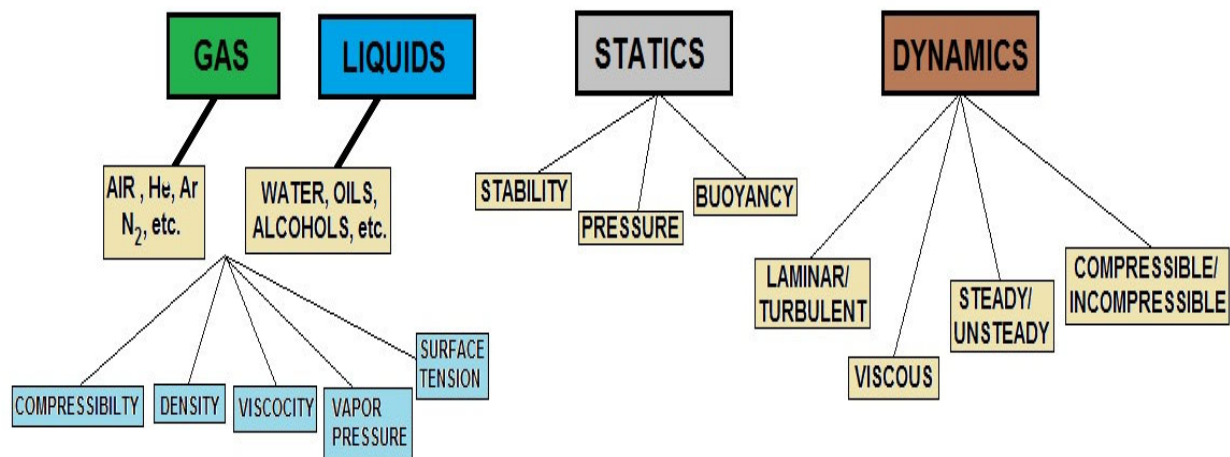 GAS
LIQUIDS
STATICS
DYNAMICS
AIR , He, Ar
N2, etc.
WATER, OILS,
ALCOHOLS, etc.
STABILITY
PRESSURE
BUOYANCY
LAMINAR/
TURBULENT
VISCOUS
STEADY/
UNSTEADY
COMPRESSIBLE/
INCOMPRESSIBLE
COMPRESSIBILTY
DENSITY
VISCOCITY
VAPOR
PRESSURE
SURFACE
TENSION